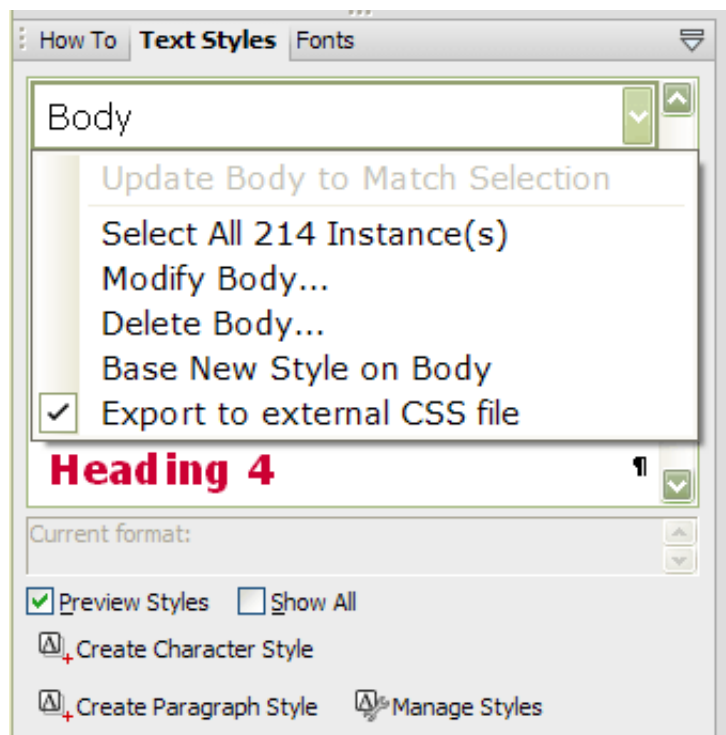 How To Text Styles Fonts
Body
Update Body to Match Selection
Select All 214 Instance(s)
Modify Body...
Delete Body...
Base New Style on Body
Export to external CSS file
Heading 4 ¶
Current format:
Preview Styles Show All
Create Character Style
Create Paragraph Style Manage Styles